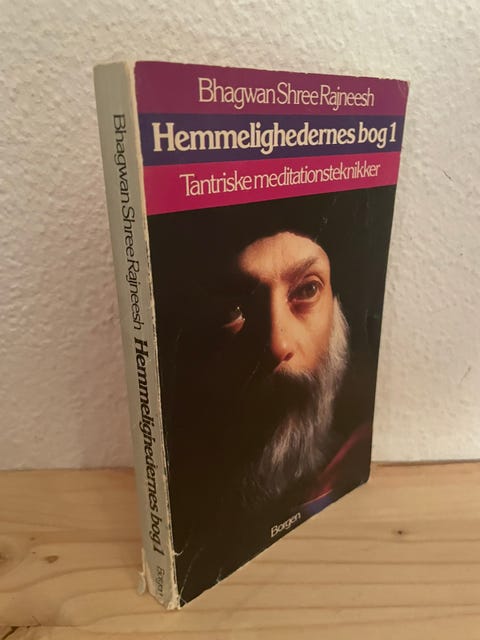 Bhagwan Shree Rajneesh
Hemmelighedernes bog 1
Tantriske meditationsteknikker
Borgen
Bhagwan Shree Rajneesh Hemmelighedernes bog 1 Borgen